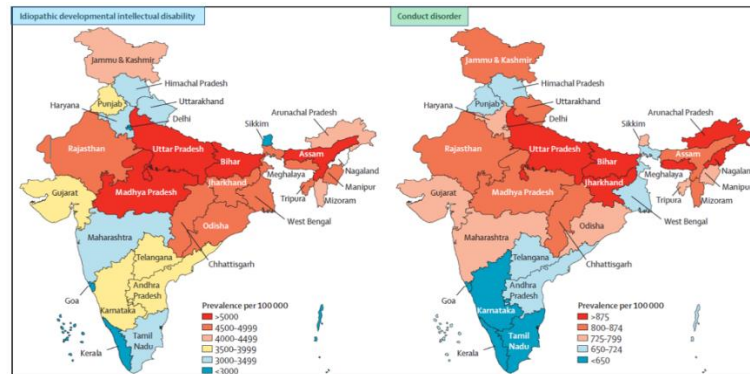 Idiopathic developmental intellectual disability
Jammu & Kashmir
Himachal Pradesh
Punjab
Uttarakhand
Haryana
Delhi
Arunachal Pradesh
Sikkim
Rajasthan
Uttar Pradesh
Bihar
Assam
Nagaland
Meghalaya
Manipur
Jharkhand
Tripura
Mizoram
Gujarat
Madhya Pradesh
West Bengal
Odisha
Chhattisgarh
Maharashtra
Telangana
Goa
Andhra
Pradesh
Karnataka
Tamil
Nadu
Kerala
Prevalence per 100 000
>5000
4500–4999
4000–4499
3500–3999
3000–3499
<3000
Conduct disorder
Jammu & Kashmir
Himachal Pradesh
Punjab
Uttarakhand
Haryana
Delhi
Arunachal Pradesh
Sikkim
Rajasthan
Uttar Pradesh
Bihar
Assam
Nagaland
Meghalaya
Manipur
Jharkhand
Tripura
Mizoram
Gujarat
Madhya Pradesh
West Bengal
Odisha
Chhattisgarh
Maharashtra
Telangana
Goa
Andhra
Pradesh
Karnataka
Tamil
Nadu
Kerala
Prevalence per 100 000
>875
800–874
725–799
650–724
<650